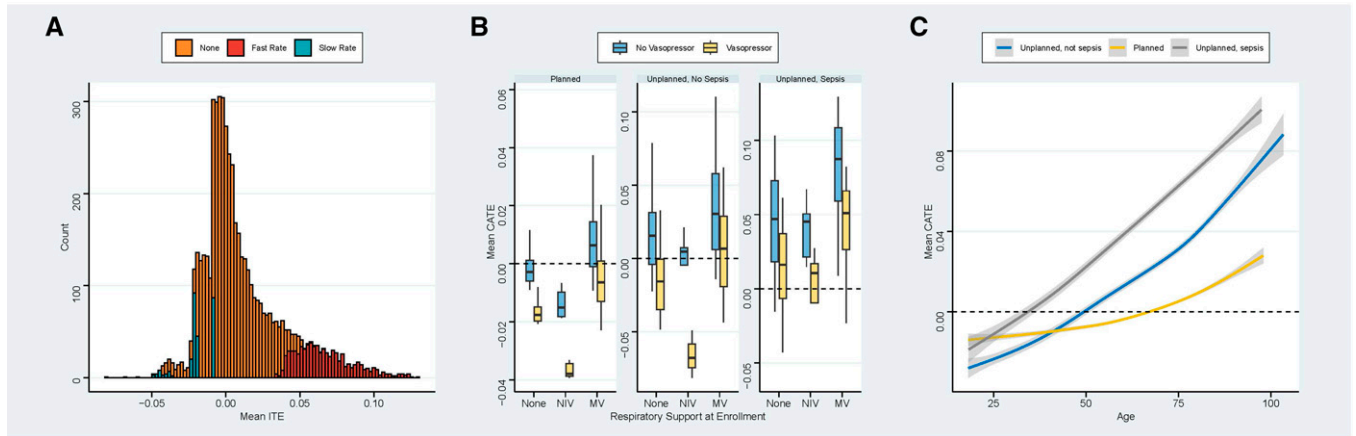 A
None Fast Rate Slow Rate
300
200
100
0
Count
−0.05 0.00 0.05 0.10
Mean ITE
B
No Vasopressor Vasopressor
Planned Unplanned, No Sepsis Unplanned, Sepsis
Mean CATE
0.06
0.04
0.02
0.00
−0.02
−0.04
0.10
0.05
0.00
−0.05
0.10
0.05
0.00
−0.05
None NIV MV None NIV MV None NIV MV
Respiratory Support at Enrollment
C
Unplanned, not sepsis Planned Unplanned, sepsis
Mean CATE
0.08
0.04
0.00
25 50 75 100
Age